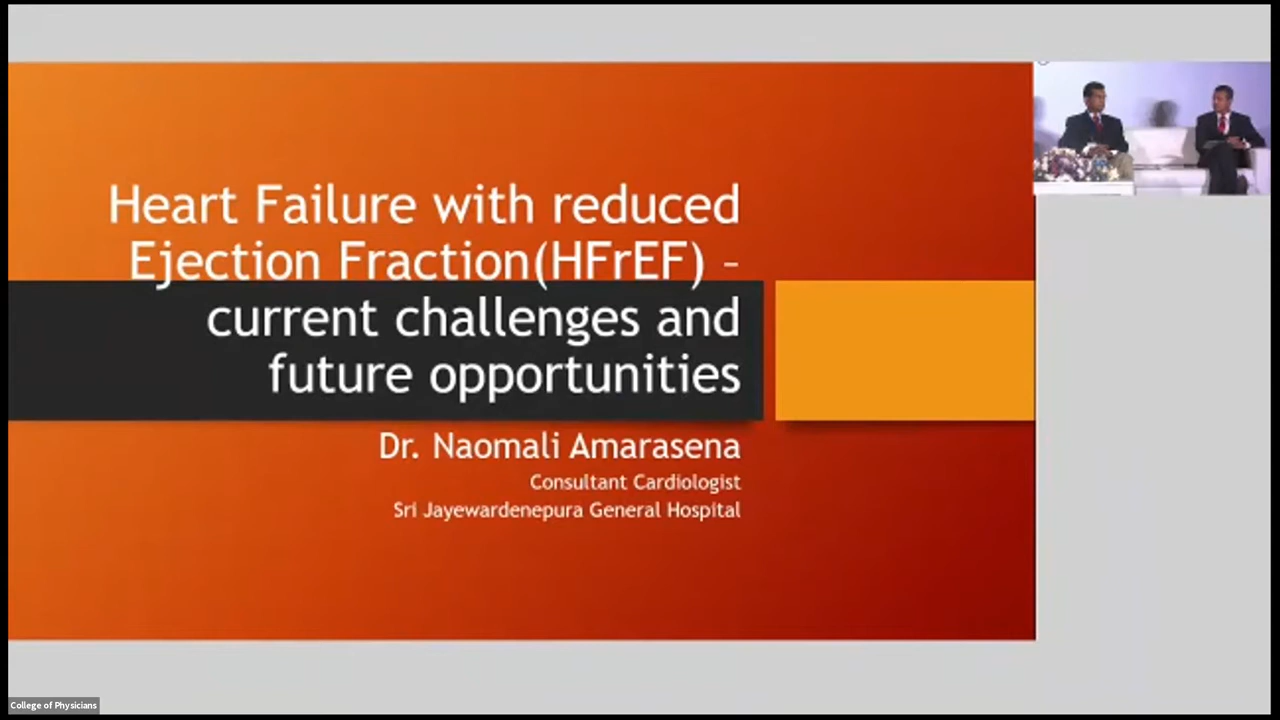 Heart Failure with reduced
Ejection Fraction(HFrEF) –
current challenges and
future opportunities
Dr. Naomali Amarasena
Consultant Cardiologist
Sri Jayewardenepura General Hospital
College of Physicians